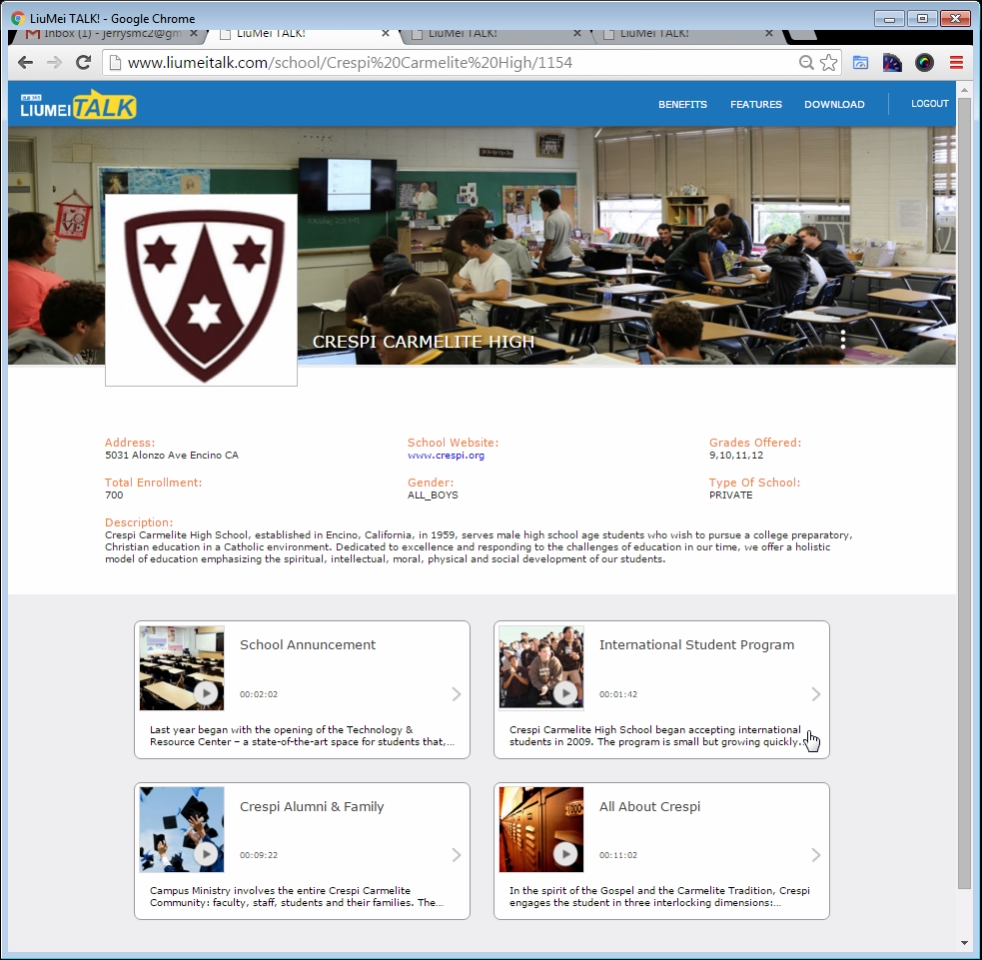 LiuMei TALK! - Google Chrome
Inbox (1) - jerrysmc2@gm
LiuMei TALK!
LiuMei TALK!
LiuMei TALK!
www.liumeitalk.com/school/Crespi%20Carmelite%20High/1154
LIUMEI TALK
BENEFITS
FEATURES
DOWNLOAD
LOGOUT
LOVE
CRESPI CARMELITE HIGH
Address:
5031 Alonzo Ave Encino CA
School Website:
www.crespi.org
Grades Offered:
9,10,11,12
Total Enrollment:
700
Gender:
ALL_BOYS
Type Of School:
PRIVATE
Description:
Crespi Carmelite High School, established in Encino, California, in 1959, serves male high school age students who wish to pursue a college preparatory,
Christian education in a Catholic environment. Dedicated to excellence and responding to the challenges of education in our time, we offer a holistic
model of education emphasizing the spiritual, intellectual, moral, physical and social development of our students.
School Annuncement
00:02:02
Last year began with the opening of the Technology &
Resource Center – a state-of-the-art space for students that,...
International Student Program
00:01:42
Crespi Carmelite High School began accepting international
students in 2009. The program is small but growing quickly...
Crespi Alumni & Family
00:09:22
Campus Ministry involves the entire Crespi Carmelite
Community: faculty, staff, students and their families. The...
All About Crespi
00:11:02
In the spirit of the Gospel and the Carmelite Tradition, Crespi
engages the student in three interlocking dimensions:...